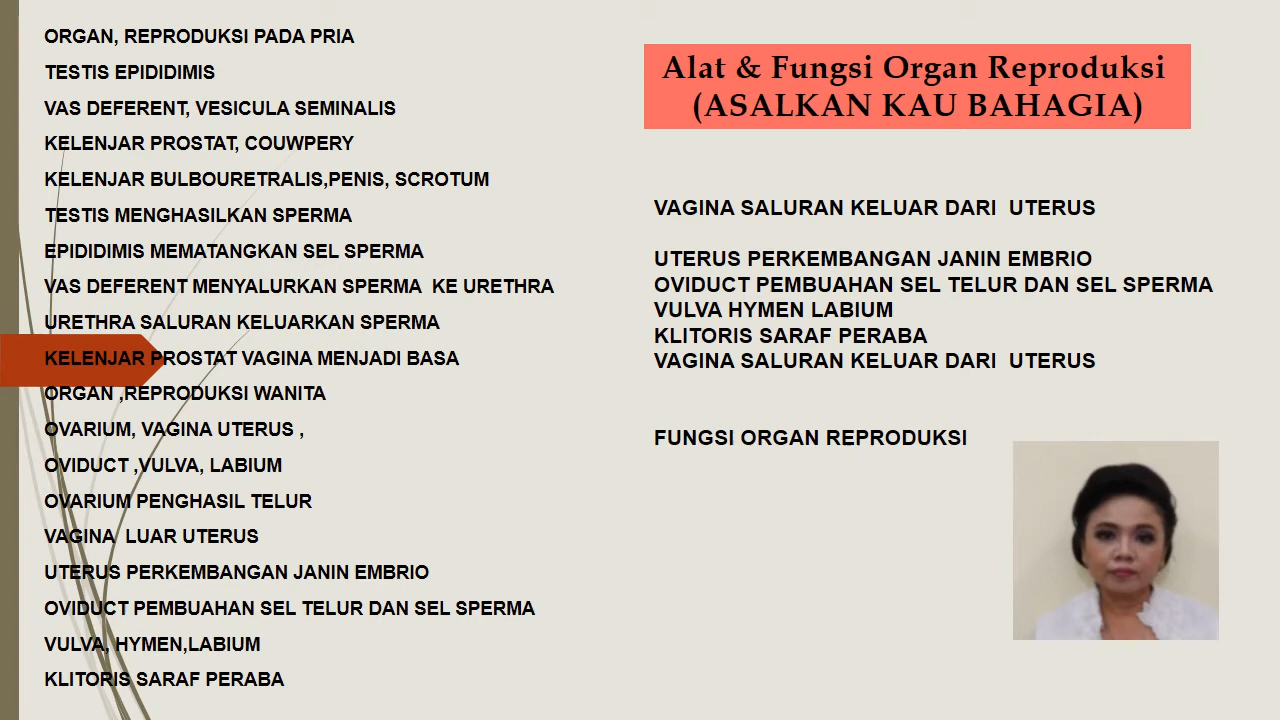 ORGAN, REPRODUKSI PADA PRIA
TESTIS EPIDIDIMIS
VAS DEFERENT, VESICULA SEMINALIS
KELENJAR PROSTAT, COUWPERY
KELENJAR BULBOURETRALIS,PENIS, SCROTUM
TESTIS MENGHASILKAN SPERMA
EPIDIDIMIS MEMATANGKAN SEL SPERMA
VAS DEFERENT MENYALURKAN SPERMA  KE URETHRA
URETHRA SALURAN KELUARKAN SPERMA
KELENJAR PROSTAT VAGINA MENJADI BASA
ORGAN ,REPRODUKSI WANITA
OVARIUM, VAGINA UTERUS ,
OVIDUCT ,VULVA, LABIUM
OVARIUM PENGHASIL TELUR
VAGINA  LUAR UTERUS
UTERUS PERKEMBANGAN JANIN EMBRIO
OVIDUCT PEMBUAHAN SEL TELUR DAN SEL SPERMA
VULVA, HYMEN,LABIUM
KLITORIS SARAF PERABA
Alat & Fungsi Organ Reproduksi
(ASALKAN KAU BAHAGIA)
VAGINA SALURAN KELUAR DARI  UTERUS
UTERUS PERKEMBANGAN JANIN EMBRIO
OVIDUCT PEMBUAHAN SEL TELUR DAN SEL SPERMA
VULVA HYMEN LABIUM
KLITORIS SARAF PERABA
VAGINA SALURAN KELUAR DARI  UTERUS
FUNGSI ORGAN REPRODUKSI